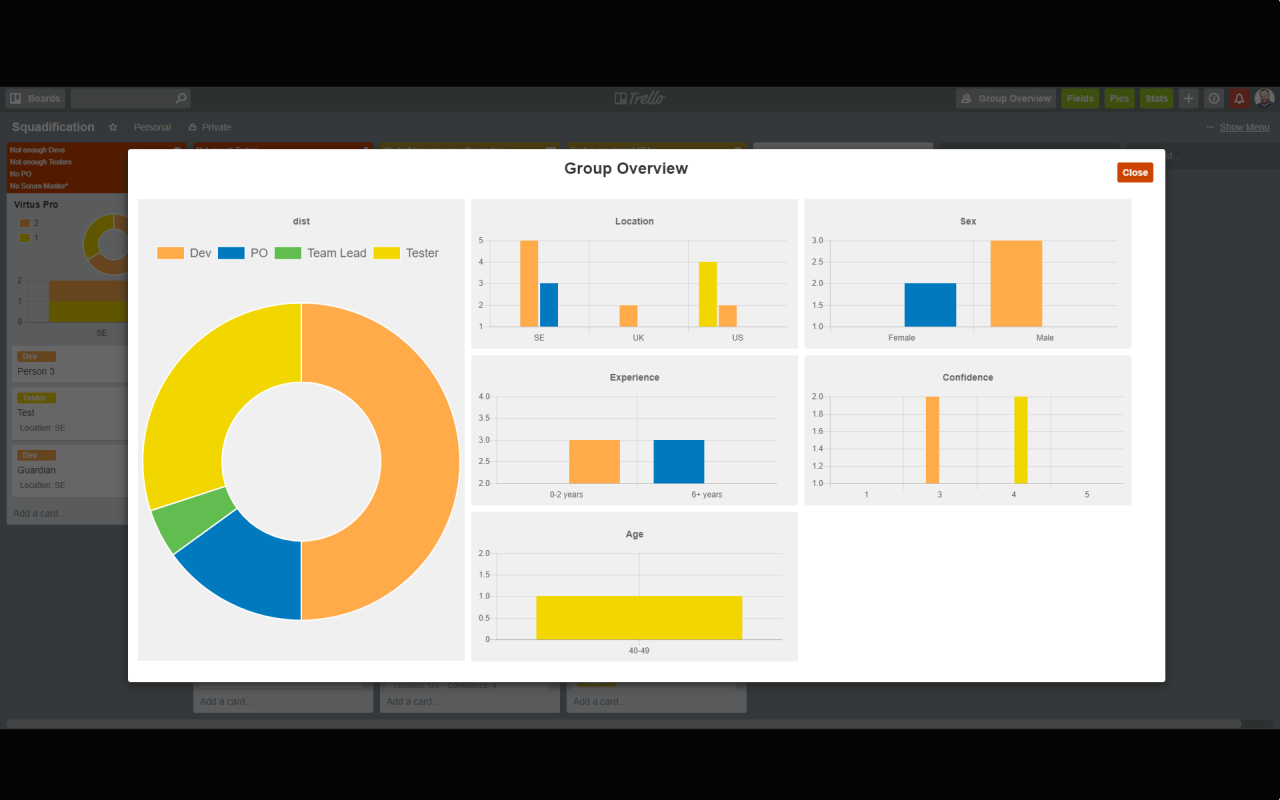 Boards
Trello
Group Overview
Fields
Pics
Stats
Squadification
Personal
Private
Show Menu
Not enough Devs
Not enough Testers
No PO
No Scrum Master*
Virtus Pro
2
1
2
1
0
SE
Dev
Person 3
Tester
Test
Location: SE
Dev
Guardian
Location: SE
Add a card...
Group Overview
Close
dist
Dev PO Team Lead Tester
Location
5
4
3
2
1
SE UK US
Sex
3.0
2.5
2.0
1.5
1.0
Female Male
Experience
4.0
3.5
3.0
2.5
2.0
0-2 years 6+ years
Confidence
2.0
1.8
1.6
1.4
1.2
1.0
1 3 4 5
Age
2.0
1.5
1.0
0.5
0
40-49
Location: US Confidence: 4
Add a card...
Add a card...
Add a card...